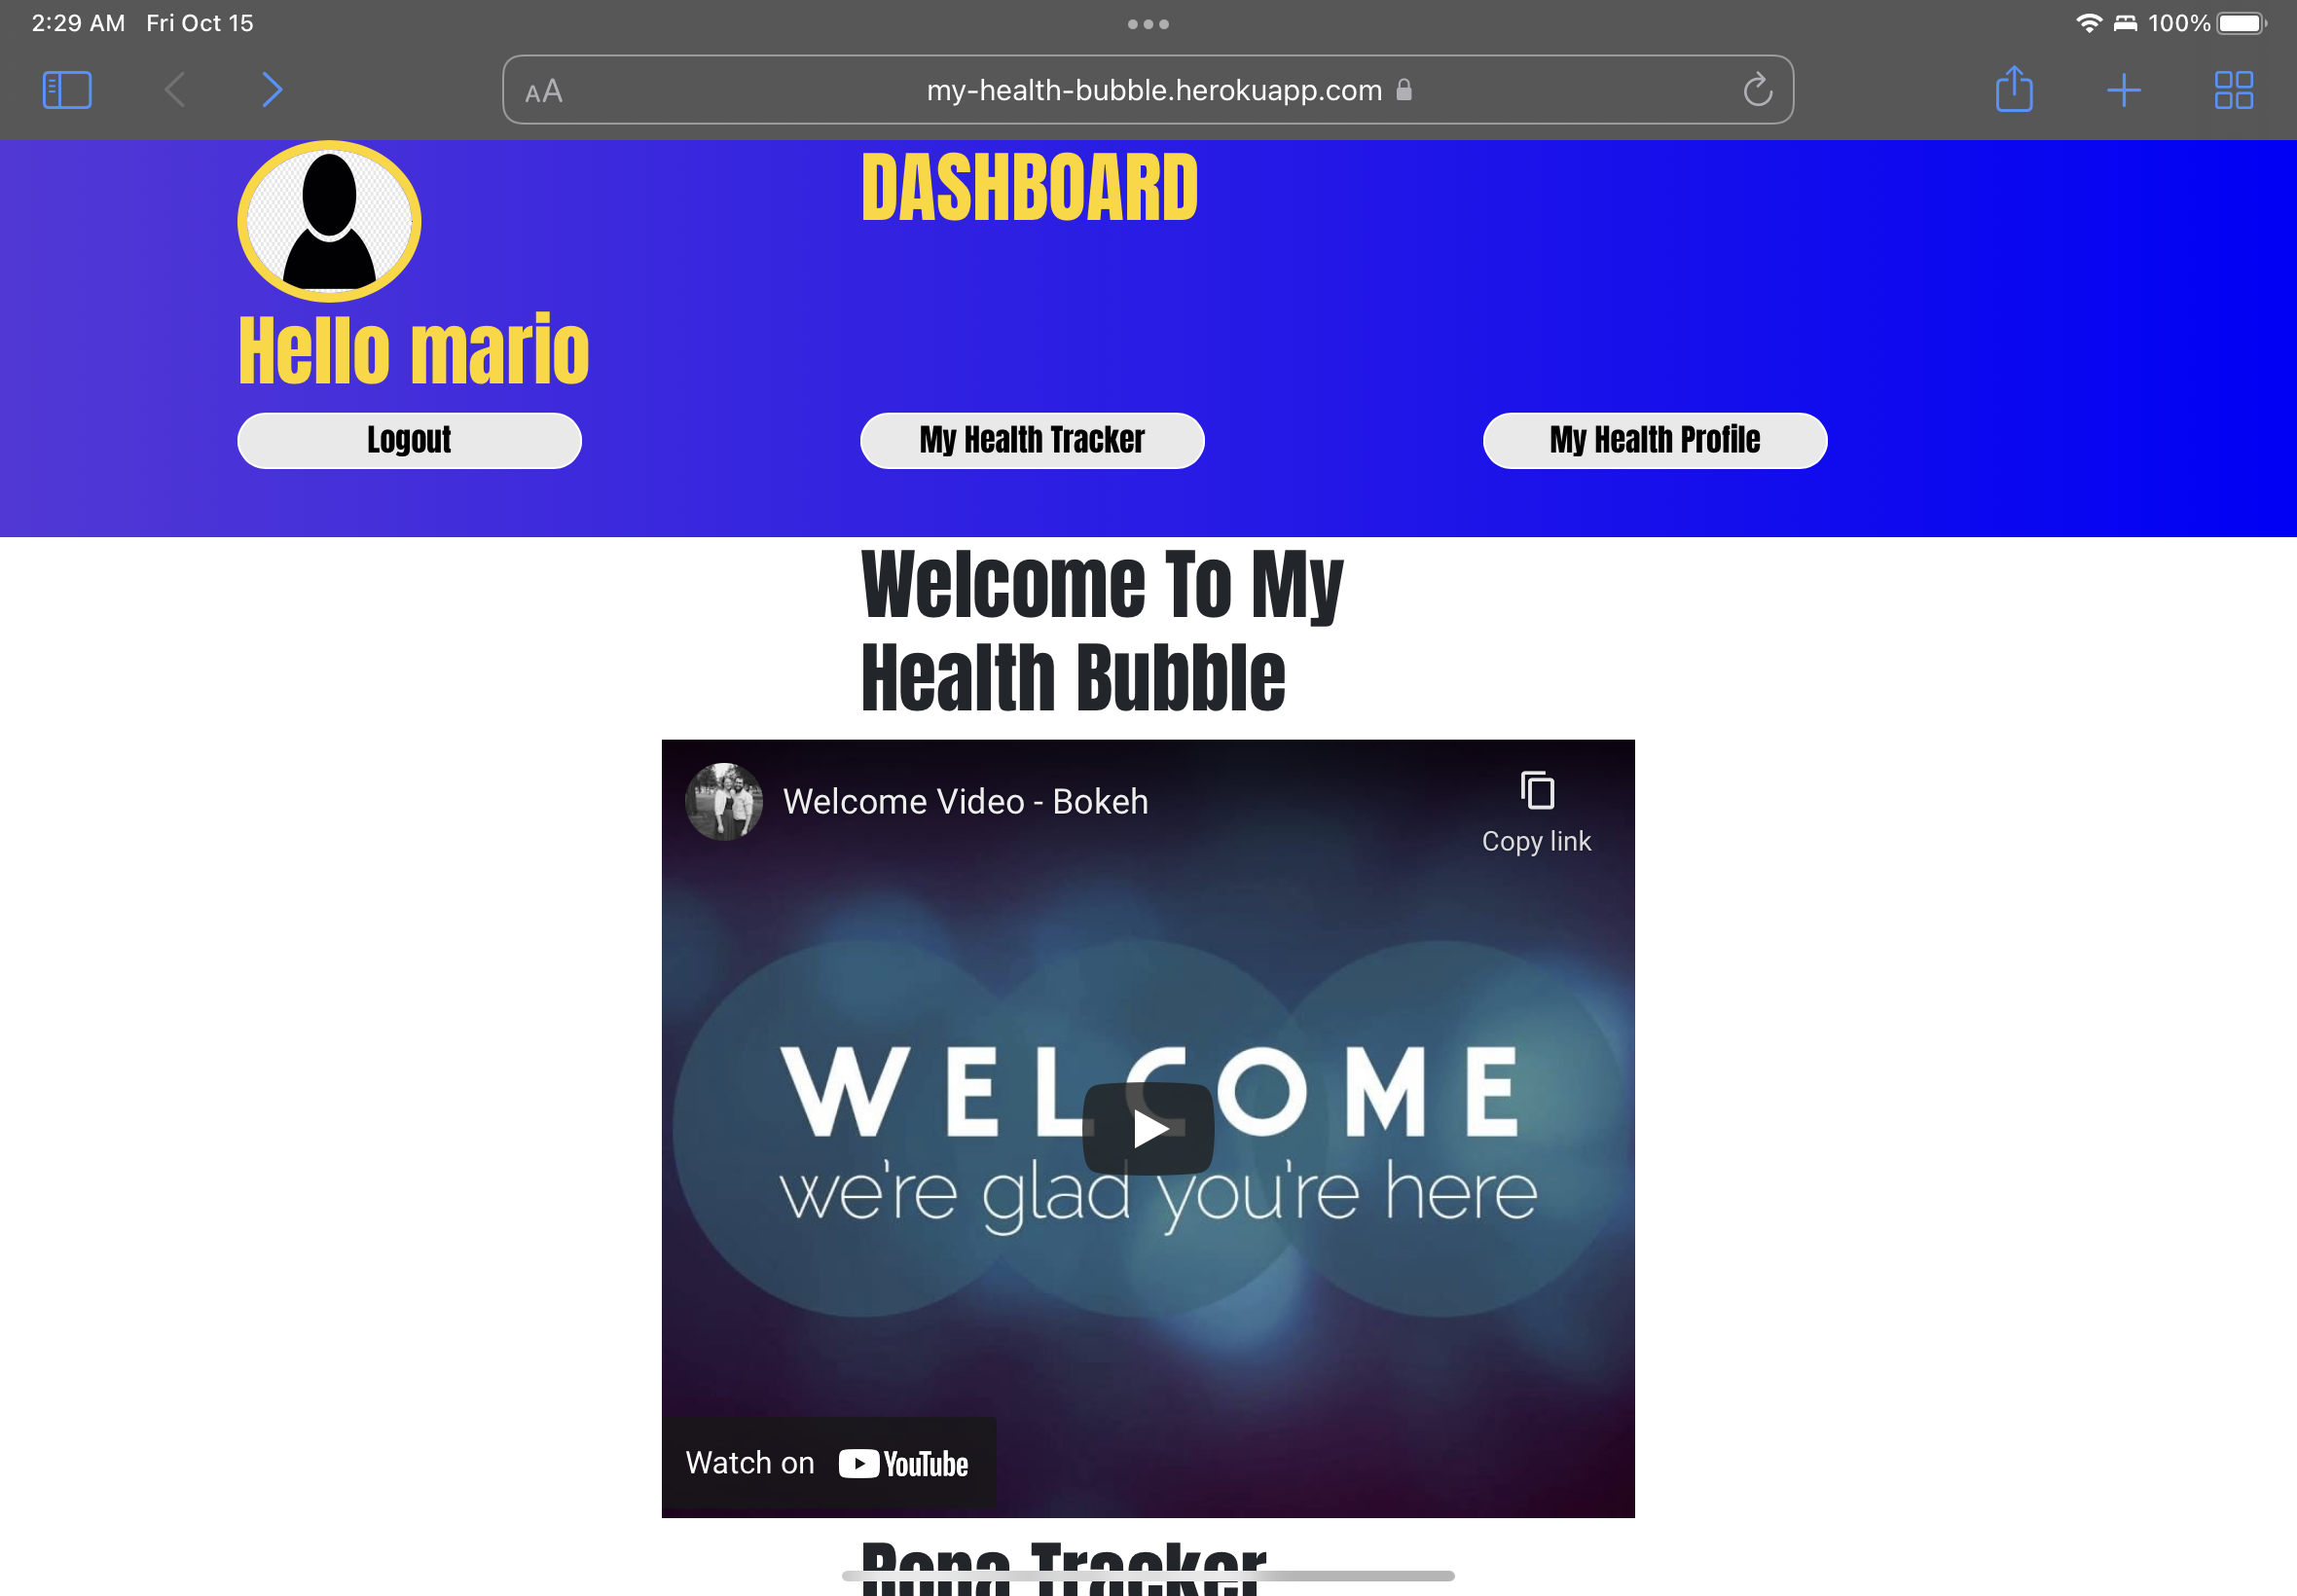 2:29 AM Fri Oct 15
100%
AA my-health-bubble.herokuapp.com
DASHBOARD
Hello mario
Logout My Health Tracker My Health Profile
Welcome To My
Health Bubble
Welcome Video - Bokeh
Copy link
WELCOME
we're glad you're here
Watch on YouTube
Rona Tracker